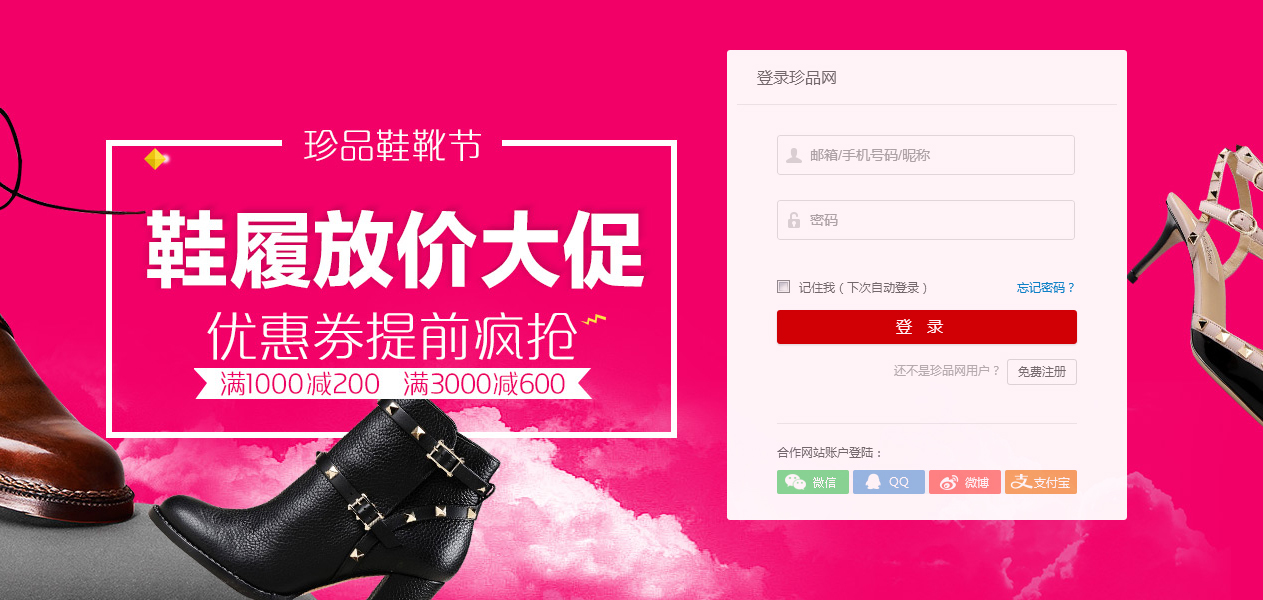 珍品鞋靴节
鞋履放价大促
优惠券提前疯抢
满1000减200 满3000减600
登录珍品网
邮箱/手机号码/昵称
密码
记住我（下次自动登录） 忘记密码？
登 录
还不是珍品网用户？ 免费注册
合作网站账户登陆：
微信 QQ 微博 支付宝